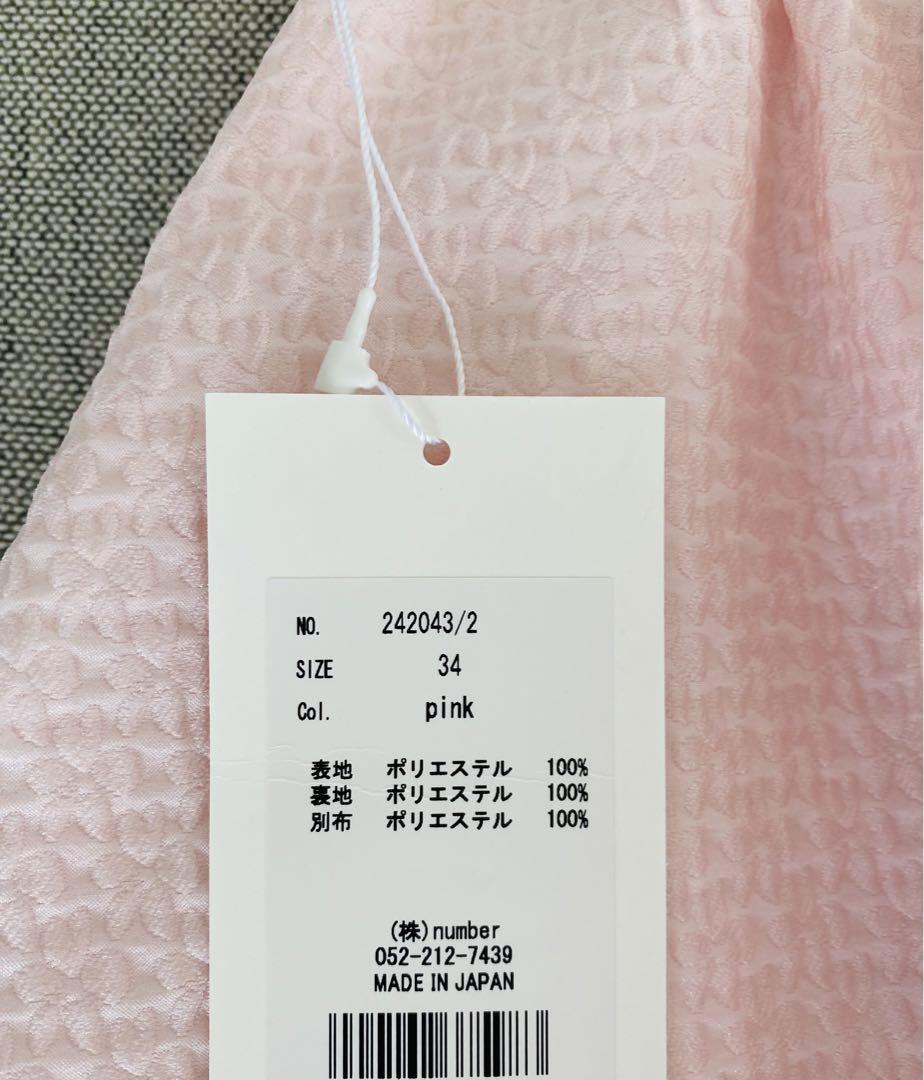 NO. 242043/2
SIZE 34
Col. pink
表地 ポリエステル 100%
裏地 ポリエステル 100%
別布 ポリエステル 100%
(株)number
052-212-7439
MADE IN JAPAN